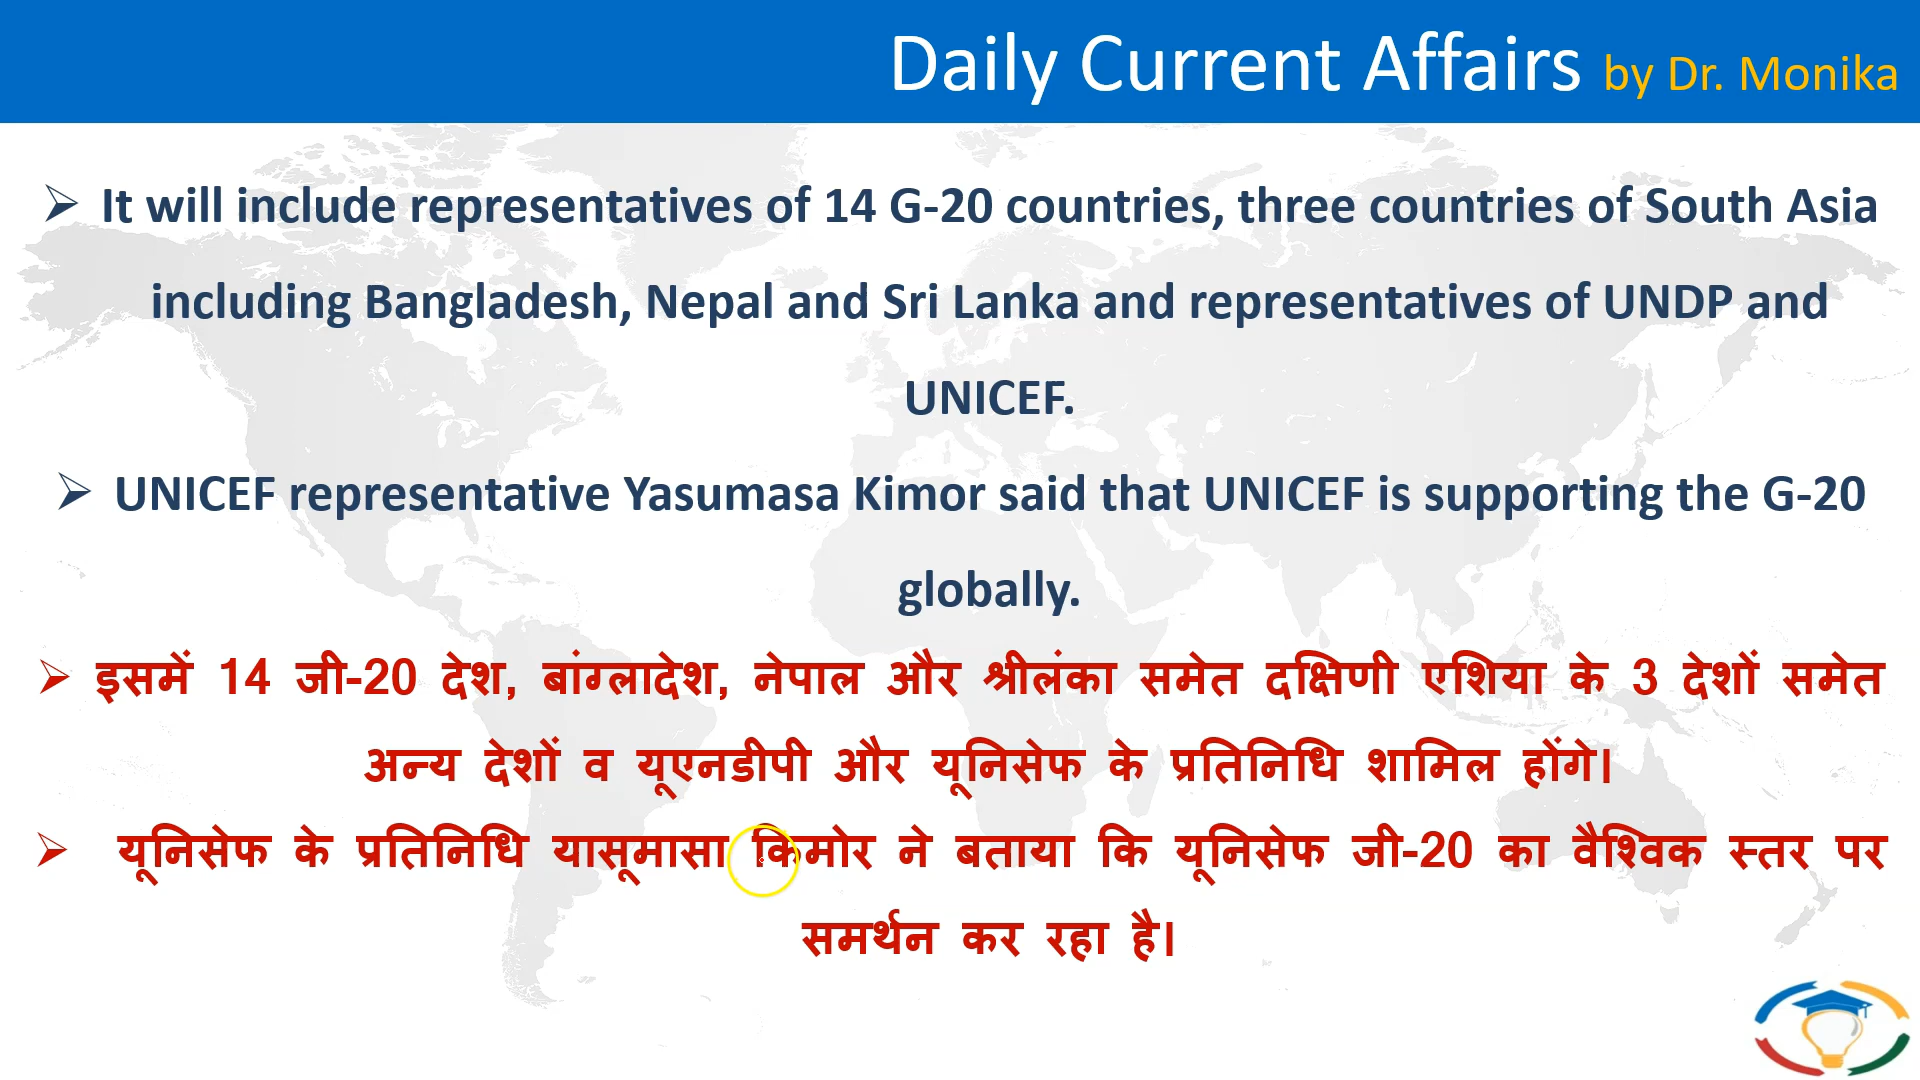 Daily Current Affairs by Dr. Monika
➢ It will include representatives of 14 G-20 countries, three countries of South Asia
including Bangladesh, Nepal and Sri Lanka and representatives of UNDP and
UNICEF.
➢ UNICEF representative Yasumasa Kimor said that UNICEF is supporting the G-20
globally.
➢ इसमें 14 जी-20 देश, बांग्लादेश, नेपाल और श्रीलंका समेत दक्षिणी एशिया के 3 देशों समेत
अन्य देशों व यूएनडीपी और यूनिसेफ के प्रतिनिधि शामिल होंगे।
➢ यूनिसेफ के प्रतिनिधि यासूमासा किमोर ने बताया कि यूनिसेफ जी-20 का वैश्विक स्तर पर
समर्थन कर रहा है।